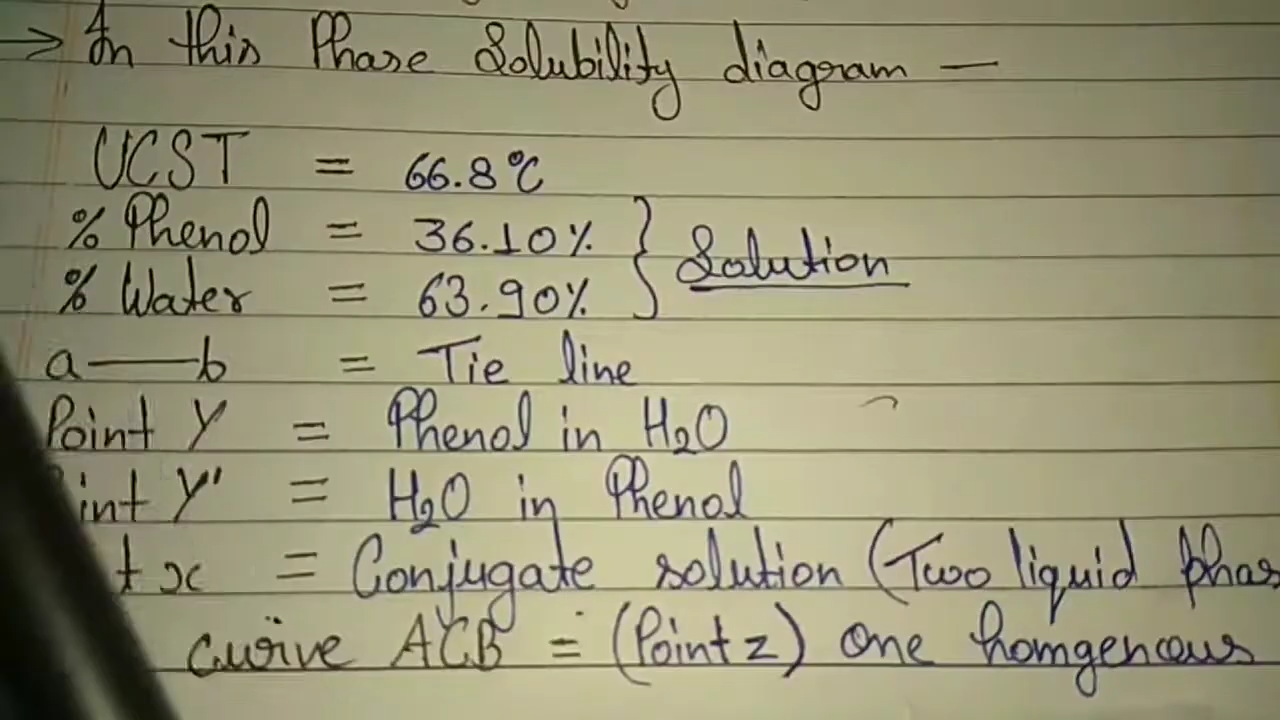 → In this Phase Solubility diagram —
UCST = 66.8°C
% Phenol = 36.10% } Solution
% Water = 63.90%
a——b = Tie line
Point Y = Phenol in H₂O
int Y' = H₂O in Phenol
t x = Conjugate solution (Two liquid phas
curve ACB = (Point z) one homgeneous